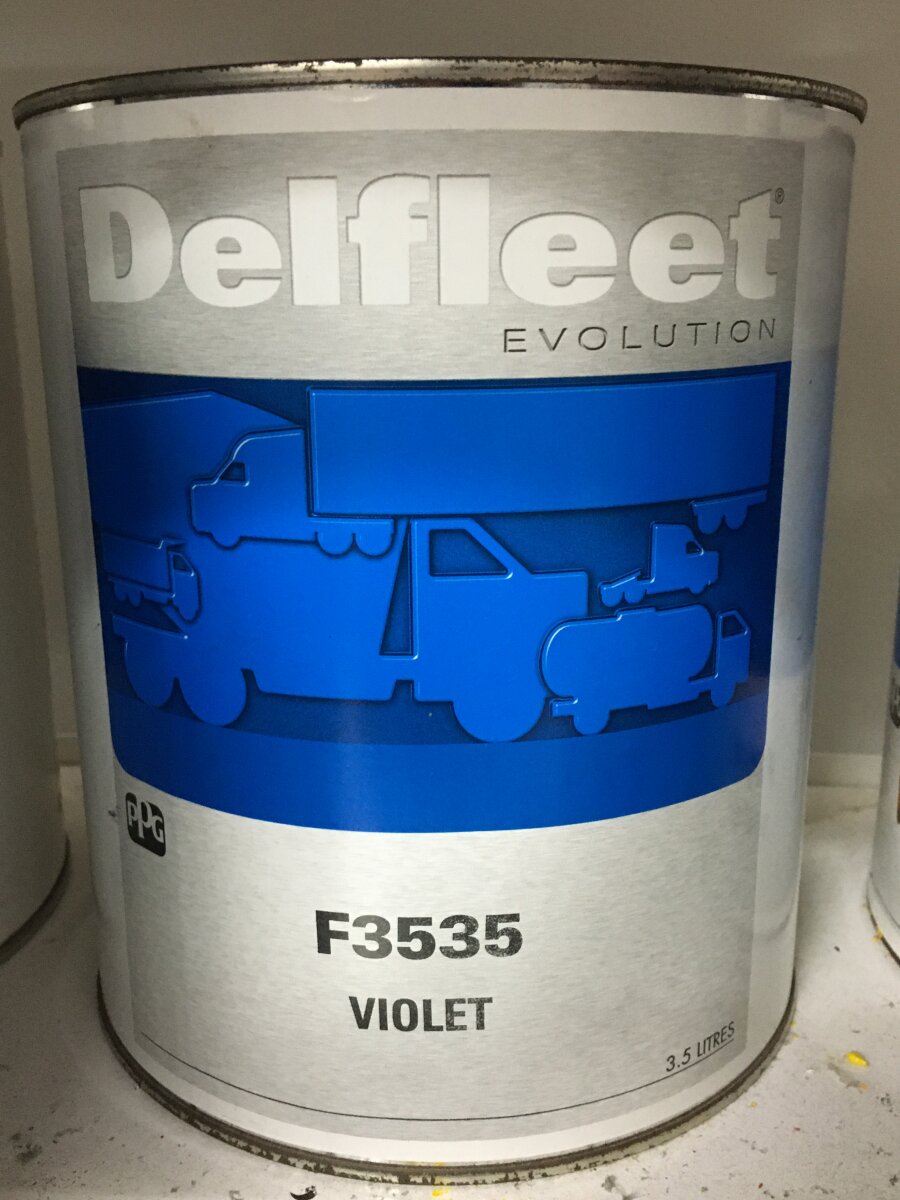 Delfleet®
EVOLUTION
PPG
F3535
VIOLET
3.5 LITRES